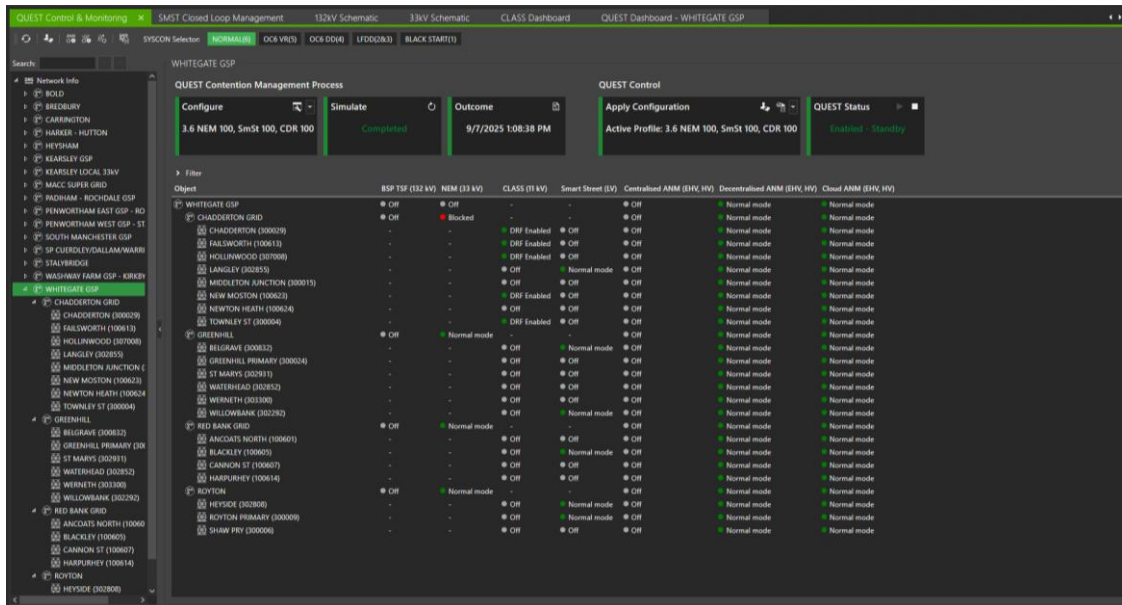 QUEST Control & Monitoring × SMST Closed Loop Management 132kV Schematic 33kV Schematic CLASS Dashboard QUEST Dashboard - WHITEGATE GSP
SYSCON Selector: NORMAL(6) OC6 VR(5) OC6 DD(4) LFDD(2&3) BLACK START(1)
Search:
Network Info
BOLD
BREDBURY
CARRINGTON
HARKER - HUTTON
HEYSHAM
KEARSLEY GSP
KEARSLEY LOCAL 33kV
MACC SUPER GRID
PADIHAM - ROCHDALE GSP
PENWORTHAM EAST GSP - RO
PENWORTHAM WEST GSP - ST
SOUTH MANCHESTER GSP
SP CUERDLEY/DALLAM/WARRI
STALYBRIDGE
WASHWAY FARM GSP - KIRKBY
WHITEGATE GSP
CHADDERTON GRID
CHADDERTON (300029)
FAILSWORTH (100613)
HOLLINWOOD (307008)
LANGLEY (302855)
MIDDLETON JUNCTION (
NEW MOSTON (100623)
NEWTON HEATH (100624
TOWNLEY ST (300004)
GREENHILL
BELGRAVE (300832)
GREENHILL PRIMARY (30
ST MARYS (302931)
WATERHEAD (302852)
WERNETH (303300)
WILLOWBANK (302292)
RED BANK GRID
ANCOATS NORTH (10060
BLACKLEY (100605)
CANNON ST (100607)
HARPURHEY (100614)
ROYTON
HEYSIDE (302808)
WHITEGATE GSP
QUEST Contention Management Process
Configure
3.6 NEM 100, SmSt 100, CDR 100
Simulate
Completed
Outcome
9/7/2025 1:08:38 PM
QUEST Control
Apply Configuration
Active Profile: 3.6 NEM 100, SmSt 100, CDR 100
QUEST Status
Enabled - Standby
Filter
Object BSP TSF (132 kV) NEM (33 kV) CLASS (11 kV) Smart Street (LV) Centralised ANM (EHV, HV) Decentralised ANM (EHV, HV) Cloud ANM (EHV, HV)
WHITEGATE GSP Off Off - - Off Normal mode Normal mode
CHADDERTON GRID Off Blocked - - Off Normal mode Normal mode
CHADDERTON (300029) - - DRF Enabled Off Off Normal mode Normal mode
FAILSWORTH (100613) - - DRF Enabled Off Off Normal mode Normal mode
HOLLINWOOD (307008) - - DRF Enabled Off Off Normal mode Normal mode
LANGLEY (302855) - - Off Normal mode Off Normal mode Normal mode
MIDDLETON JUNCTION (300015) - - Off Off Off Normal mode Normal mode
NEW MOSTON (100623) - - DRF Enabled Off Off Normal mode Normal mode
NEWTON HEATH (100624) - - Off Off Off Normal mode Normal mode
TOWNLEY ST (300004) - - DRF Enabled Off Off Normal mode Normal mode
GREENHILL Off Normal mode - - Off Normal mode Normal mode
BELGRAVE (300832) - - Off Normal mode Off Normal mode Normal mode
GREENHILL PRIMARY (300024) - - Off Off Off Normal mode Normal mode
ST MARYS (302931) - - Off Off Off Normal mode Normal mode
WATERHEAD (302852) - - Off Off Off Normal mode Normal mode
WERNETH (303300) - - Off Off Off Normal mode Normal mode
WILLOWBANK (302292) - - Off Normal mode Off Normal mode Normal mode
RED BANK GRID Off Normal mode - - Off Normal mode Normal mode
ANCOATS NORTH (100601) - - Off Off Off Normal mode Normal mode
BLACKLEY (100605) - - Off Normal mode Off Normal mode Normal mode
CANNON ST (100607) - - Off Off Off Normal mode Normal mode
HARPURHEY (100614) - - Off Off Off Normal mode Normal mode
ROYTON Off Normal mode - - Off Normal mode Normal mode
HEYSIDE (302808) - - Off Normal mode Off Normal mode Normal mode
ROYTON PRIMARY (300009) - - Off Normal mode Off Normal mode Normal mode
SHAW PRY (300006) - - Off Off Off Normal mode Normal mode